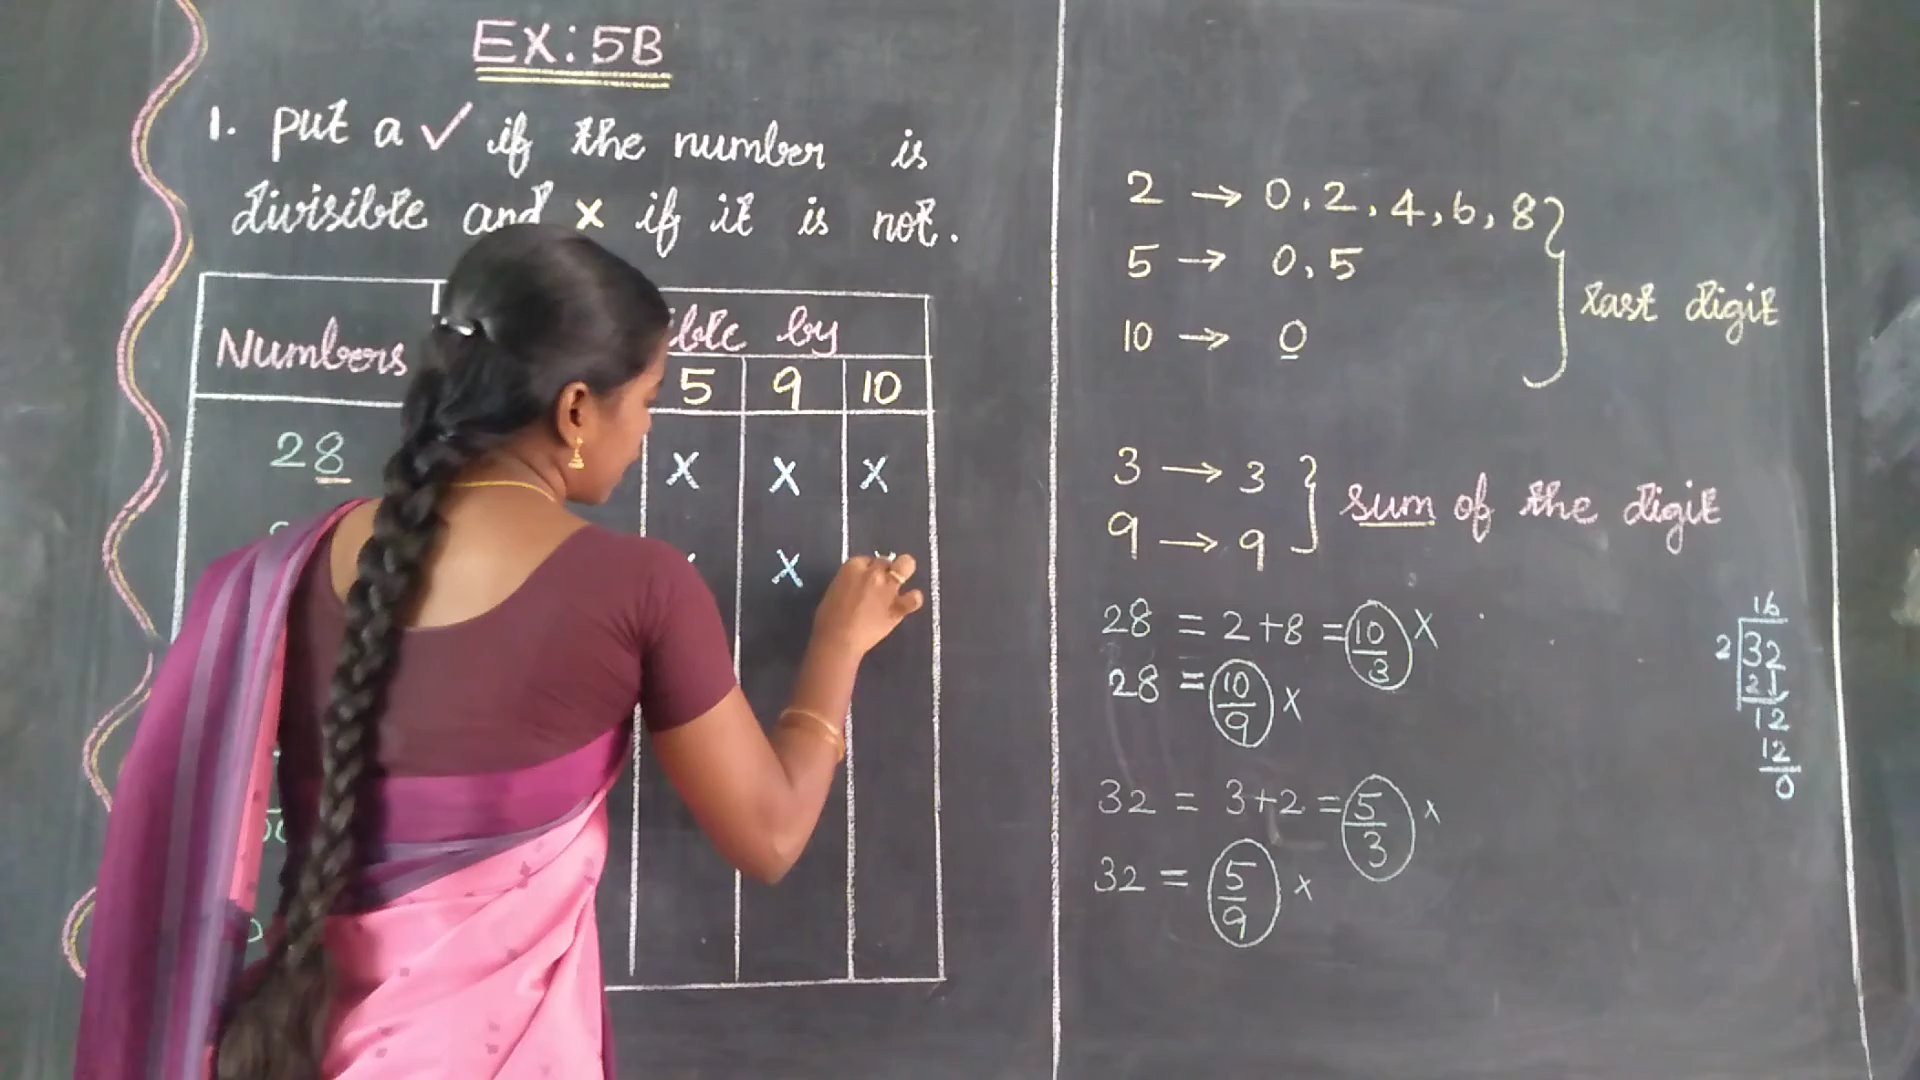 EX: 5B
1. put a ✓ if the number is
divisible and x if it is not.
Numbers by
5 9 10
28 X X X
X
2 → 0, 2, 4, 6, 8
5 → 0, 5
10 → 0
last digit
3 → 3
9 → 9
sum of the digit
28 = 2+8 = 10/3 X
28 = 10/9 X
32 = 3+2 = 5/3 x
32 = 5/9 x
16
2 32
2
12
12
0